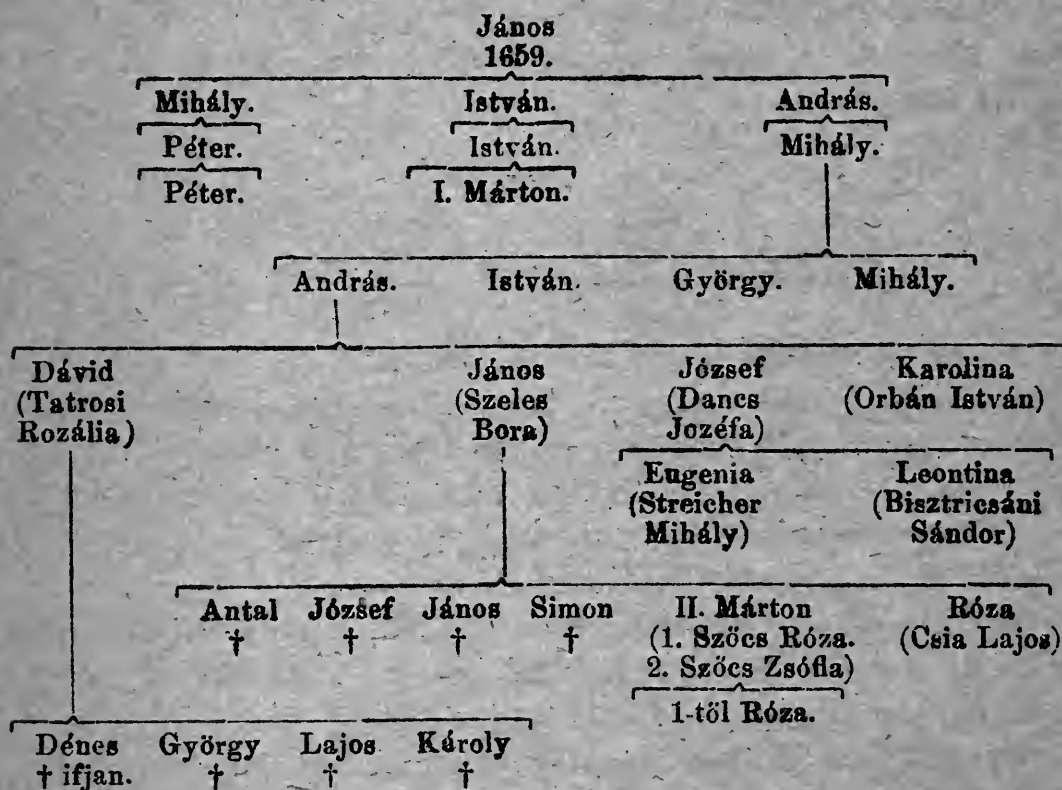 János
1659.
Mihály. István. András.
Péter. István. Mihály.
Péter. I. Márton.
András. István. György. Mihály.
Dávid János József Karolina
(Tatrosi (Szeles (Dancs (Orbán István)
Rozália) Bora) Jozéfa)
Eugenia Leontina
(Streicher (Bisztricsáni
Mihály) Sándor)
Antal József János Simon II. Márton Róza
† † † † (1. Szőcs Róza. (Csia Lajos)
2. Szőcs Zsófia)
1-től Róza.
Dénes György Lajos Károly
† ifjan. † † †